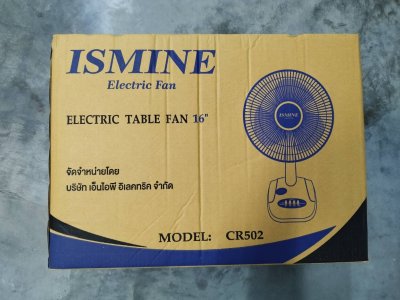 ISMINE
Electric Fan
ELECTRIC TABLE FAN 16"
ISMINE
จัดจำหน่ายโดย
บริษัท เอ็นโอพี อิเลคทริค จำกัด
MODEL: CR502